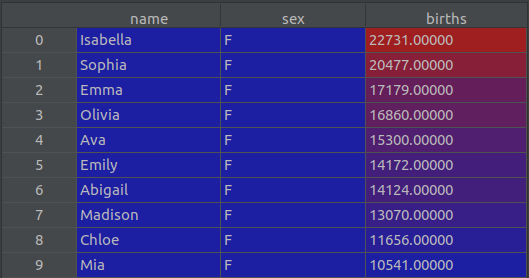 name sex births
0 Isabella F 22731.00000
1 Sophia F 20477.00000
2 Emma F 17179.00000
3 Olivia F 16860.00000
4 Ava F 15300.00000
5 Emily F 14172.00000
6 Abigail F 14124.00000
7 Madison F 13070.00000
8 Chloe F 11656.00000
9 Mia F 10541.00000